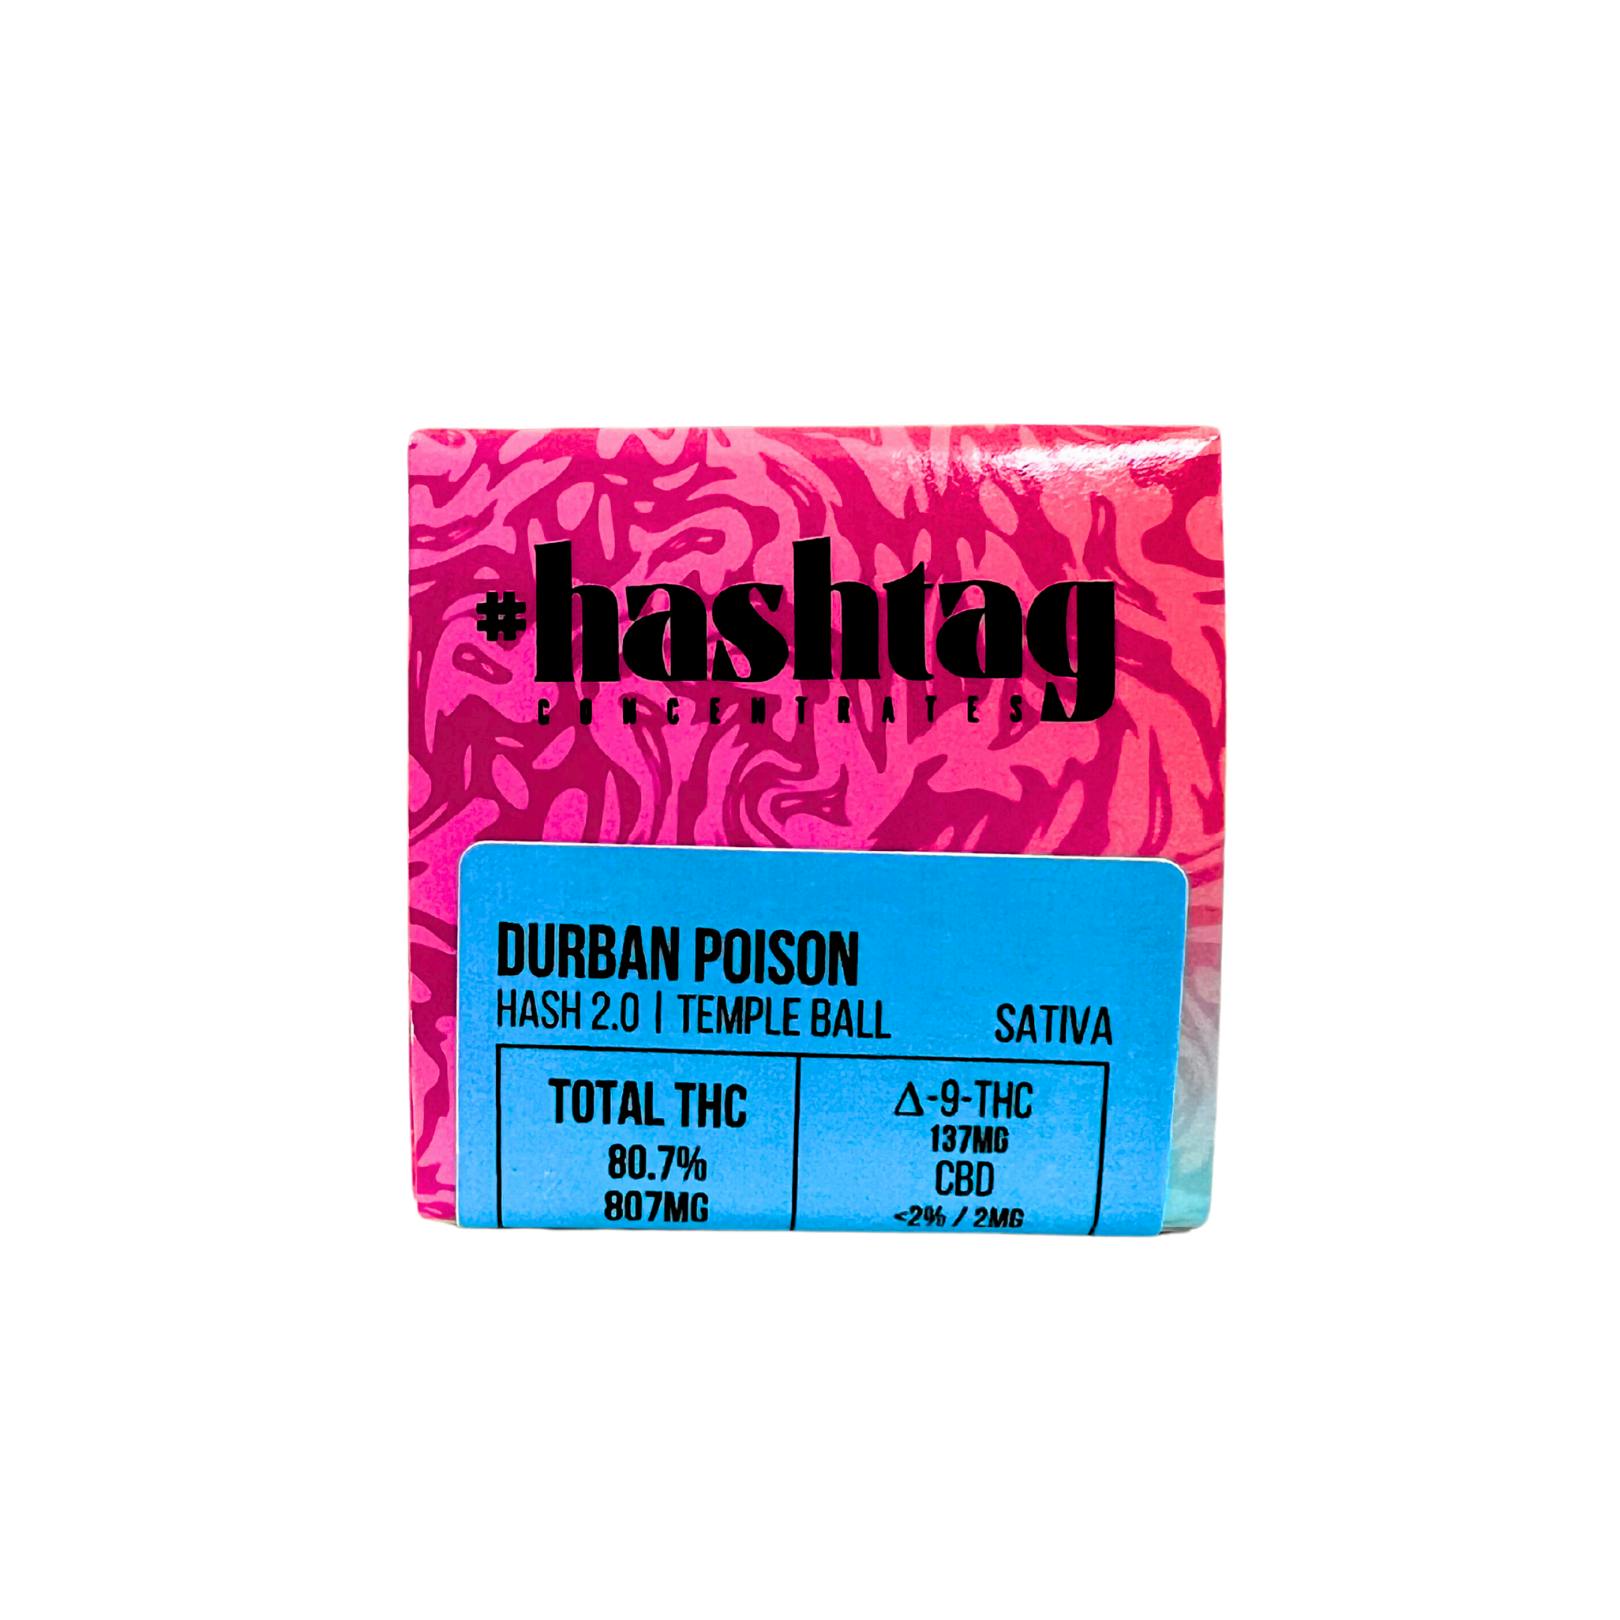 #hashtag
CONCENTRATES
DURBAN POISON
HASH 2.0 | TEMPLE BALL SATIVA
TOTAL THC
80.7%
807MG
Δ-9-THC
137MG
CBD
<2% / 2MG